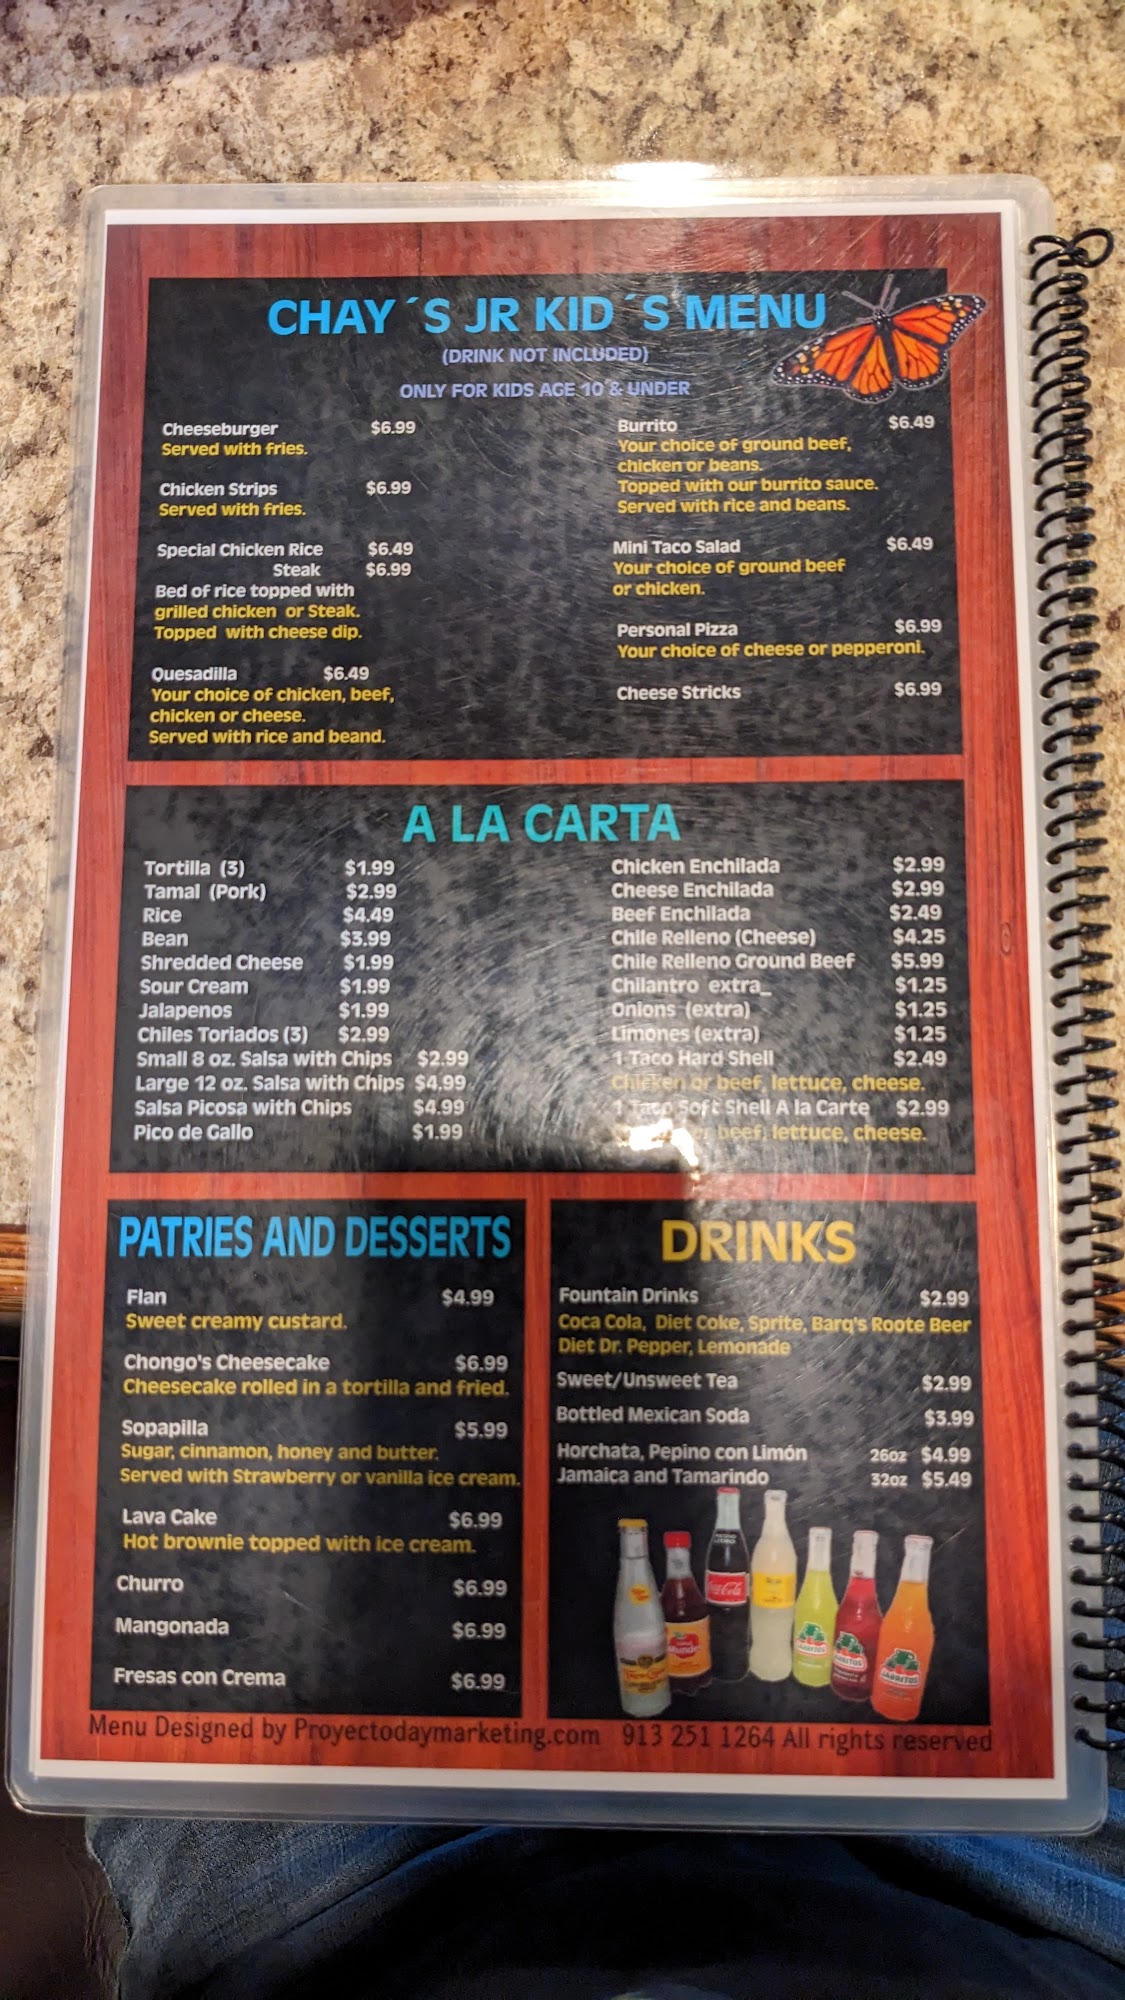 CHAY ´S JR KID ´S MENU
(DRINK NOT INCLUDED)
ONLY FOR KIDS AGE 10 & UNDER
Cheeseburger $6.99
Served with fries.
Chicken Strips $6.99
Served with fries.
Special Chicken Rice $6.49
Steak $6.99
Bed of rice topped with
grilled chicken or Steak.
Topped with cheese dip.
Quesadilla $6.49
Your choice of chicken, beef,
chicken or cheese.
Served with rice and beand.
Burrito $6.49
Your choice of ground beef,
chicken or beans.
Topped with our burrito sauce.
Served with rice and beans.
Mini Taco Salad $6.49
Your choice of ground beef
or chicken.
Personal Pizza $6.99
Your choice of cheese or pepperoni.
Cheese Stricks $6.99
A LA CARTA
Tortilla (3) $1.99
Tamal (Pork) $2.99
Rice $4.49
Bean $3.99
Shredded Cheese $1.99
Sour Cream $1.99
Jalapenos $1.99
Chiles Toriados (3) $2.99
Small 8 oz. Salsa with Chips $2.99
Large 12 oz. Salsa with Chips $4.99
Salsa Picosa with Chips $4.99
Pico de Gallo $1.99
Chicken Enchilada $2.99
Cheese Enchilada $2.99
Beef Enchilada $2.49
Chile Relleno (Cheese) $4.25
Chile Relleno Ground Beef $5.99
Chilantro extra_ $1.25
Onions (extra) $1.25
Limones (extra) $1.25
1 Taco Hard Shell $2.49
Chicken or beef, lettuce, cheese.
1 Taco Soft Shell A la Carte $2.99
beef, lettuce, cheese.
PATRIES AND DESSERTS
Flan $4.99
Sweet creamy custard.
Chongo's Cheesecake $6.99
Cheesecake rolled in a tortilla and fried.
Sopapilla $5.99
Sugar, cinnamon, honey and butter.
Served with Strawberry or vanilla ice cream.
Lava Cake $6.99
Hot brownie topped with ice cream.
Churro $6.99
Mangonada $6.99
Fresas con Crema $6.99
DRINKS
Fountain Drinks $2.99
Coca Cola, Diet Coke, Sprite, Barq's Roote Beer
Diet Dr. Pepper, Lemonade
Sweet/Unsweet Tea $2.99
Bottled Mexican Soda $3.99
Horchata, Pepino con Limón 26oz $4.99
Jamaica and Tamarindo 32oz $5.49
Coca-Cola
Mundet
JARRITOS
JARRITOS
JARRITOS
Menu Designed by Proyectodaymarketing.com 913 251 1264 All rights reserved